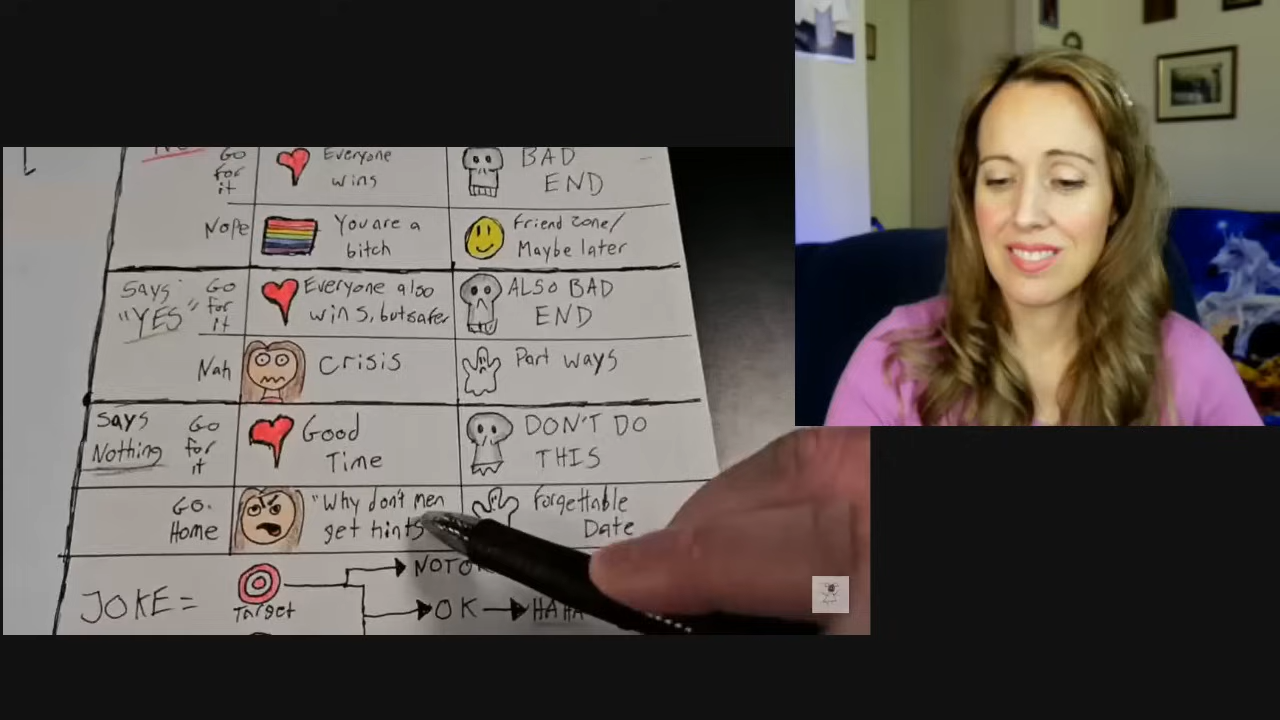 Go
For
it
Everyone
wins
BAD
END
Nope
You are a
bitch
Friend zone/
Maybe later
Says
"YES"
Go
for
it
Everyone also
wins, but safer
ALSO BAD
END
Nah
Crisis
Part ways
Says
Nothing
Go
for
it
Good
Time
DON'T DO
THIS
Go
Home
"Why don't men
get hints
Forgettable
Date
JOKE=
Target
OK
HAHA